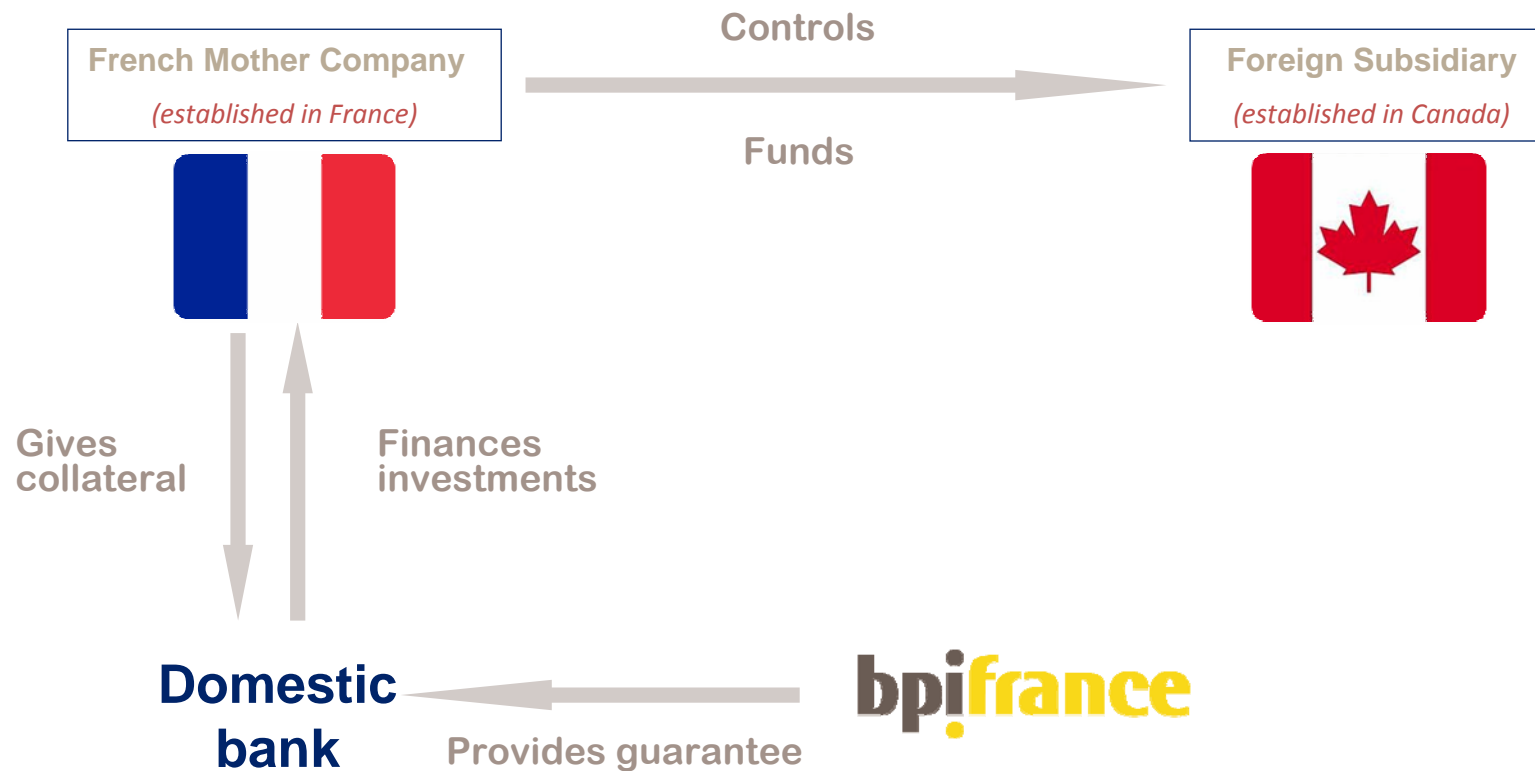 Controls
French Mother Company
(established in France)
Foreign Subsidiary
(established in Canada)
Funds
Gives
collateral
Finances
investments
Domestic
bank
bpifrance
Provides guarantee